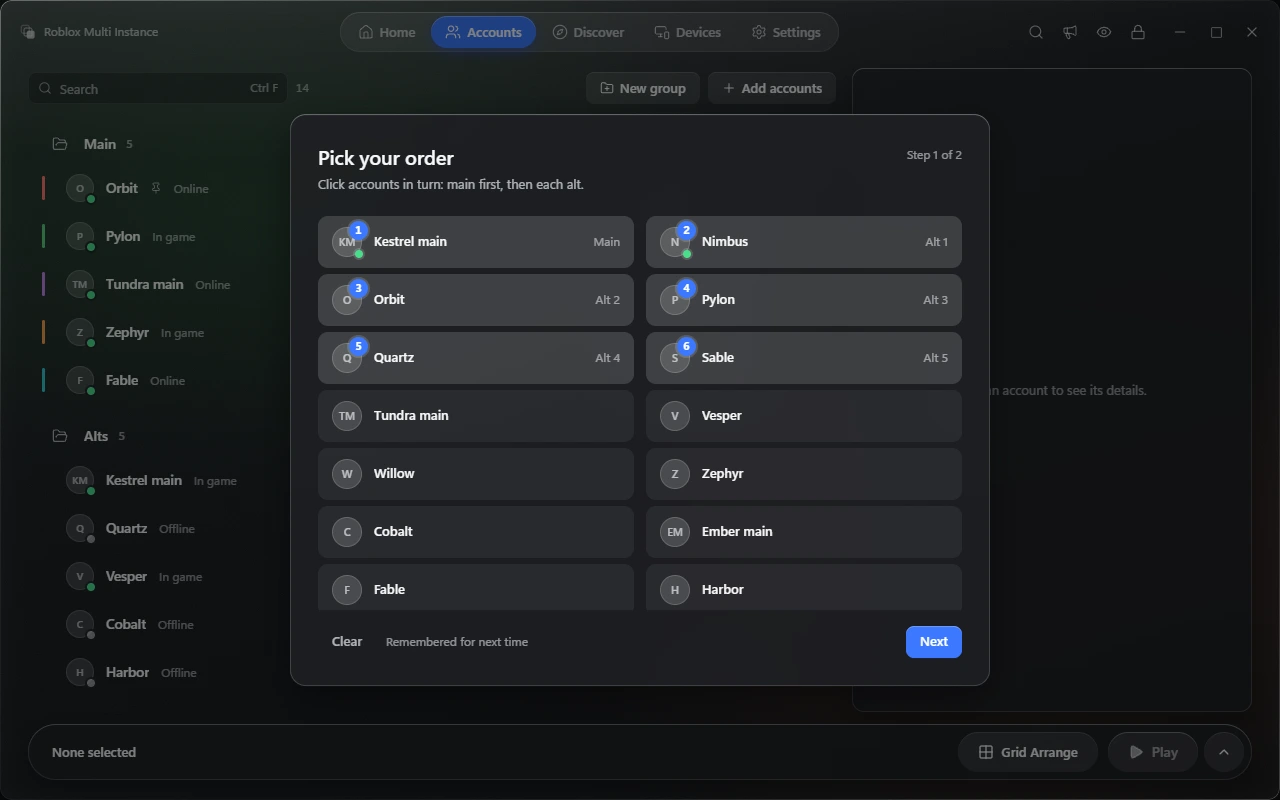 Roblox Multi Instance
Home
Accounts
Discover
Devices
Settings
Search
Ctrl F
14
New group
Add accounts
Main 5
O
Orbit
Online
P
Pylon
In game
TM
Tundra main
Online
Z
Zephyr
In game
F
Fable
Online
Alts 5
KM
Kestrel main
In game
Q
Quartz
Offline
V
Vesper
In game
C
Cobalt
Offline
H
Harbor
Offline
Pick your order
Step 1 of 2
Click accounts in turn: main first, then each alt.
KM
1
Kestrel main
Main
N
2
Nimbus
Alt 1
O
3
Orbit
Alt 2
P
4
Pylon
Alt 3
Q
5
Quartz
Alt 4
S
6
Sable
Alt 5
TM
Tundra main
V
Vesper
W
Willow
Z
Zephyr
C
Cobalt
EM
Ember main
F
Fable
H
Harbor
Clear
Remembered for next time
Next
n account to see its details.
None selected
Grid Arrange
Play